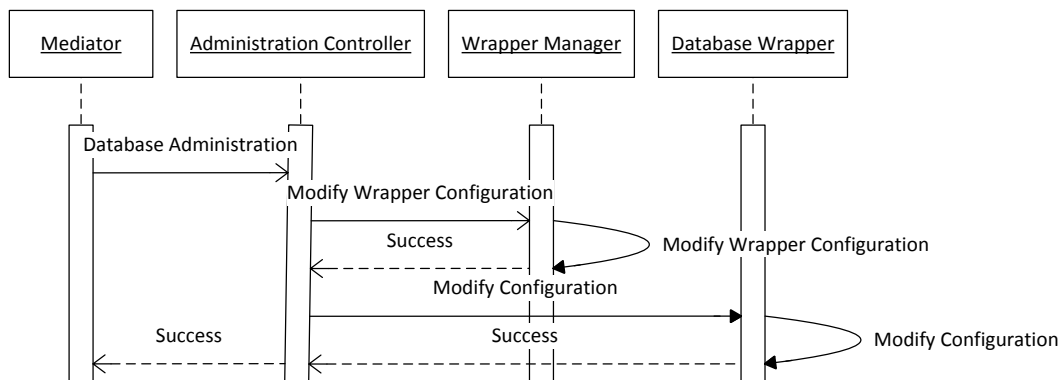 Mediator
Administration Controller
Wrapper Manager
Database Wrapper
Database Administration
Modify Wrapper Configuration
Success
Modify Wrapper Configuration
Modify Configuration
Success
Success
Modify Configuration